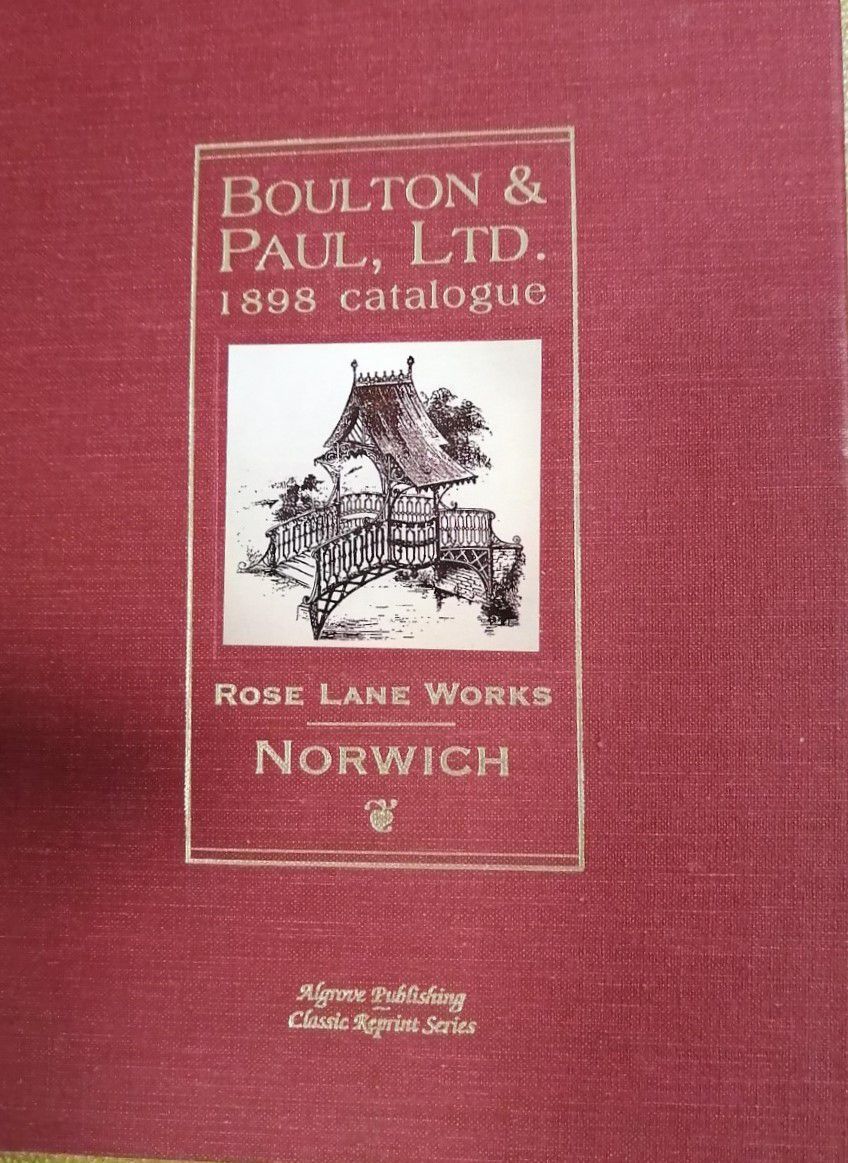 BOULTON &
PAUL, LTD.
1898 catalogue
ROSE LANE WORKS
NORWICH
Algrove Publishing
Classic Reprint Series